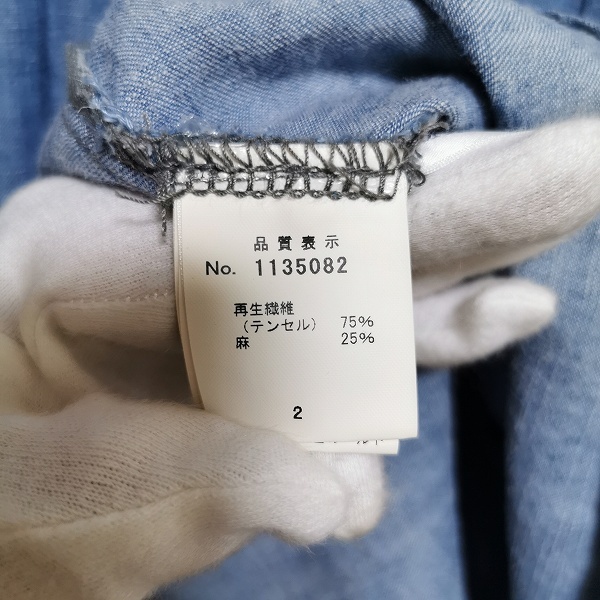 品質表示
No. 1135082
再生繊維
（テンセル） 75%
麻 25%
2